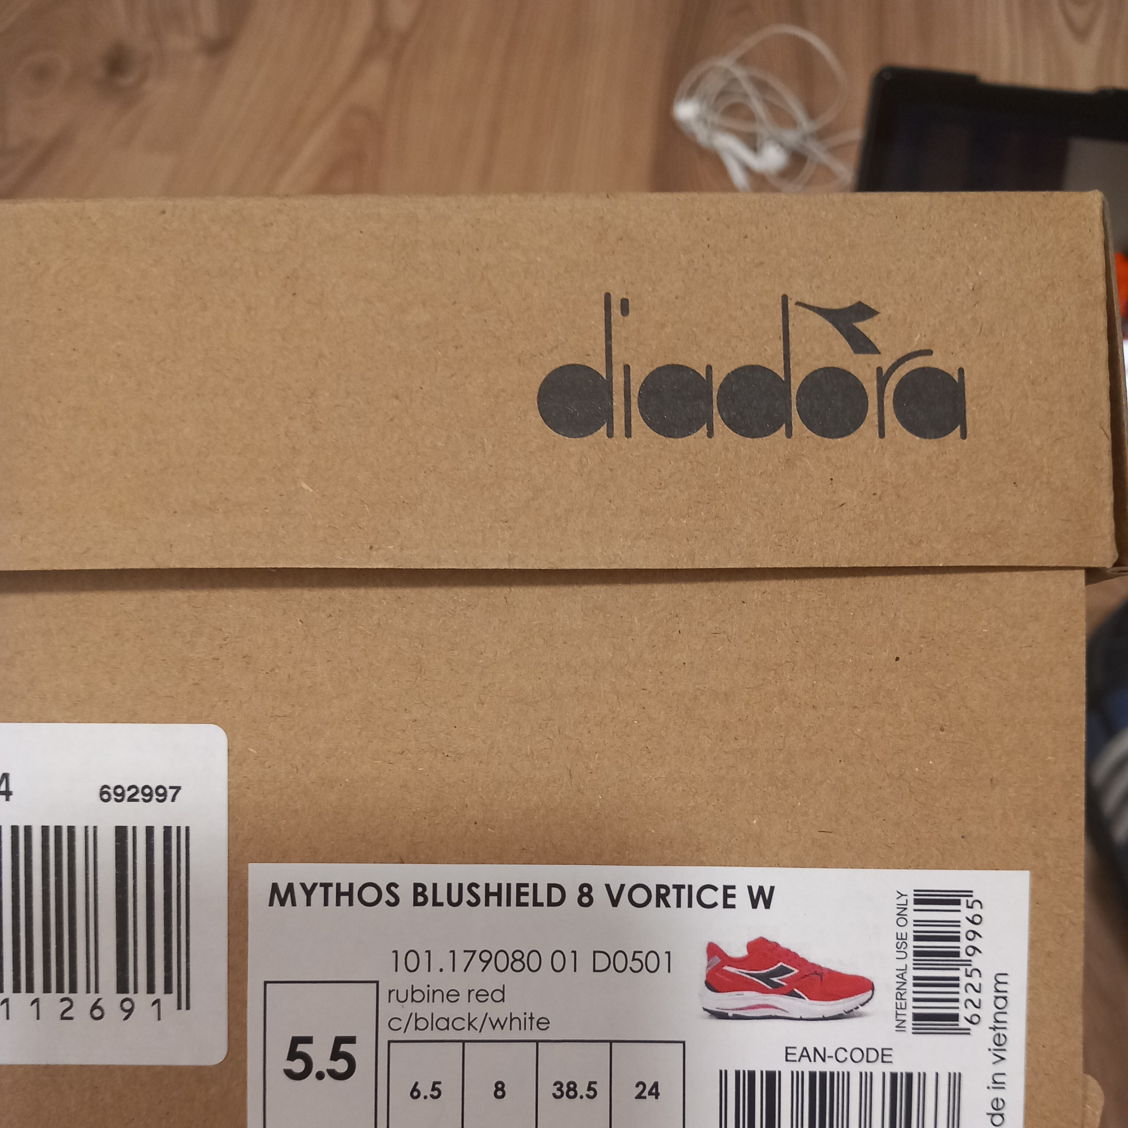 diadora
4 692997
112691
MYTHOS BLUSHIELD 8 VORTICE W
101.179080 01 D0501
rubine red
c/black/white
5.5
6.5 8 38.5 24
INTERNAL USE ONLY
6225 9965
EAN-CODE
de in vietnam